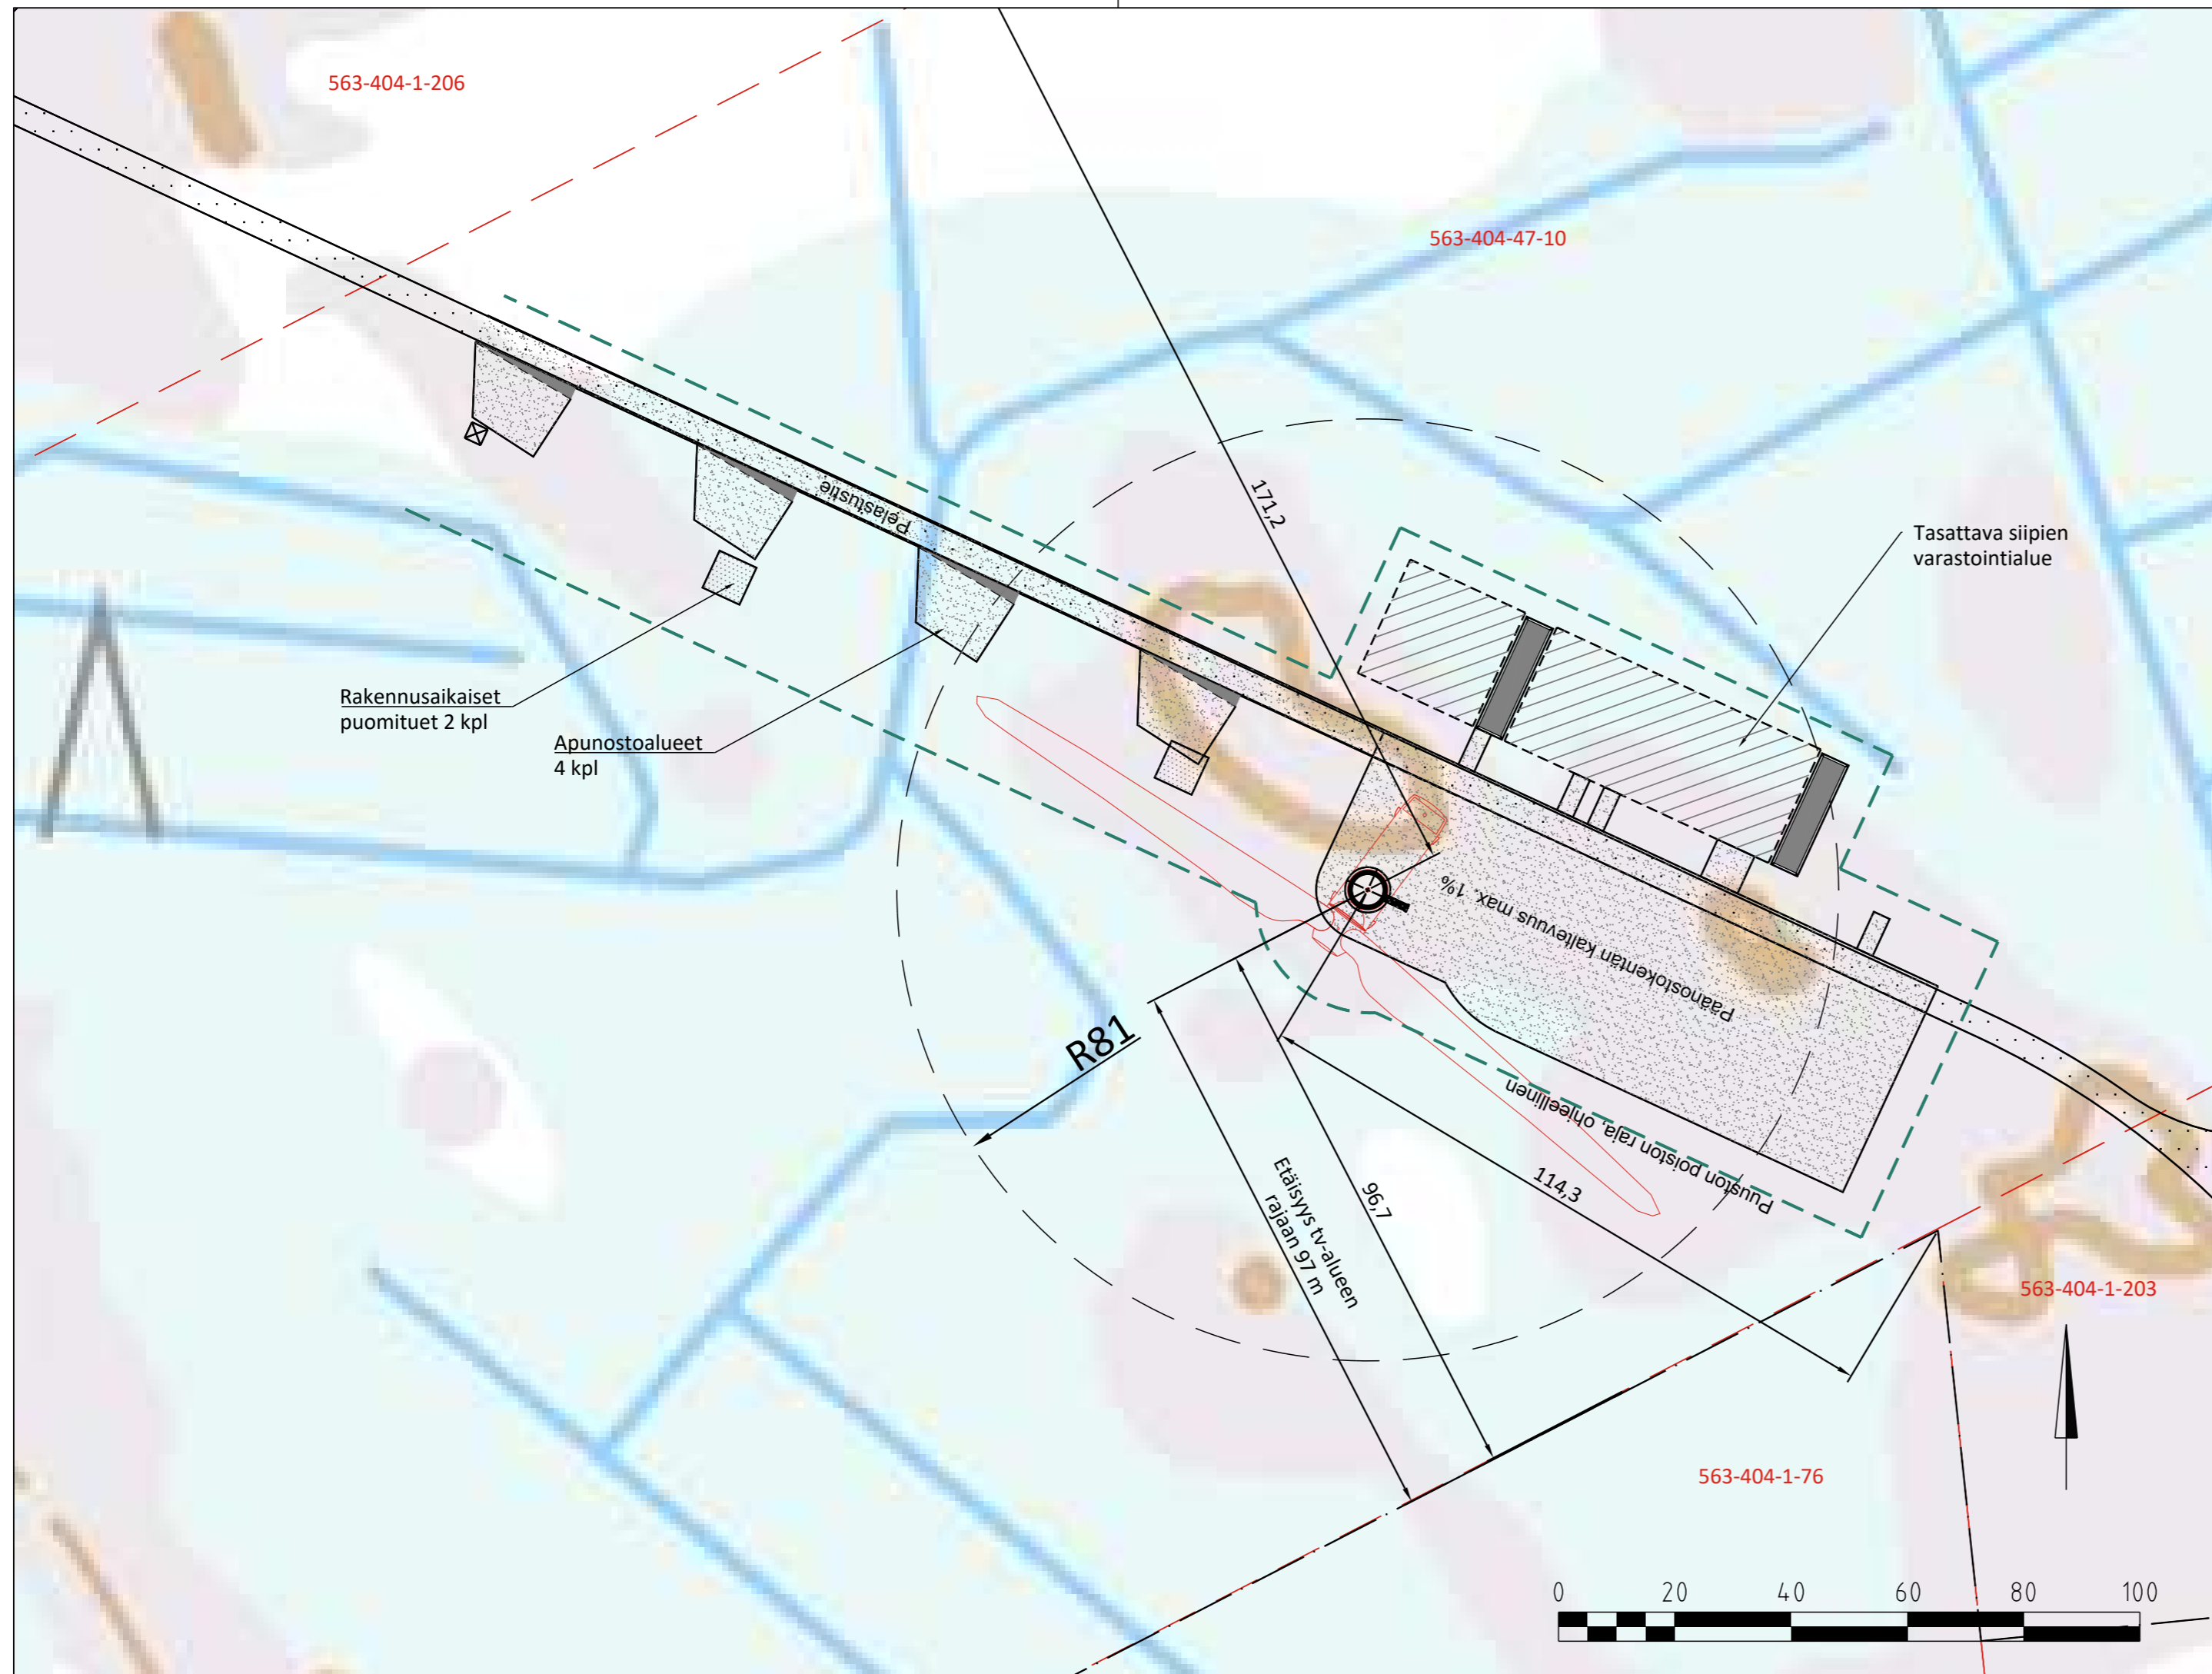 563-404-1-206
563-404-47-10
171,2
Pelastustie
Tasattava siipien
varastointialue
Rakennusaikaiset
puomituet 2 kpl
Apunostoalueet
4 kpl
Päänostokentän kaltevuus max. 1%
R81
Puuston poiston raja, ohjeellinen
Etäisyys tv-alueen
rajaan 97 m
96,7
114,3
563-404-1-203
563-404-1-76
0 20 40 60 80 100